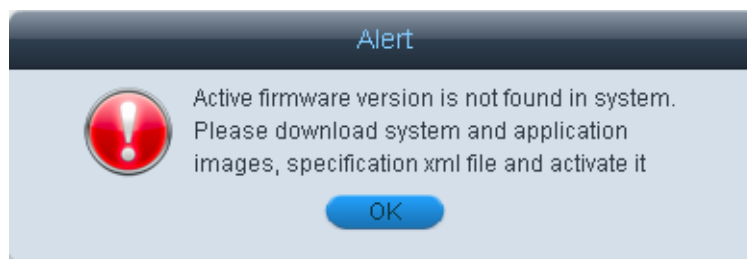 Alert
Active firmware version is not found in system.
Please download system and application
images, specification xml file and activate it
OK